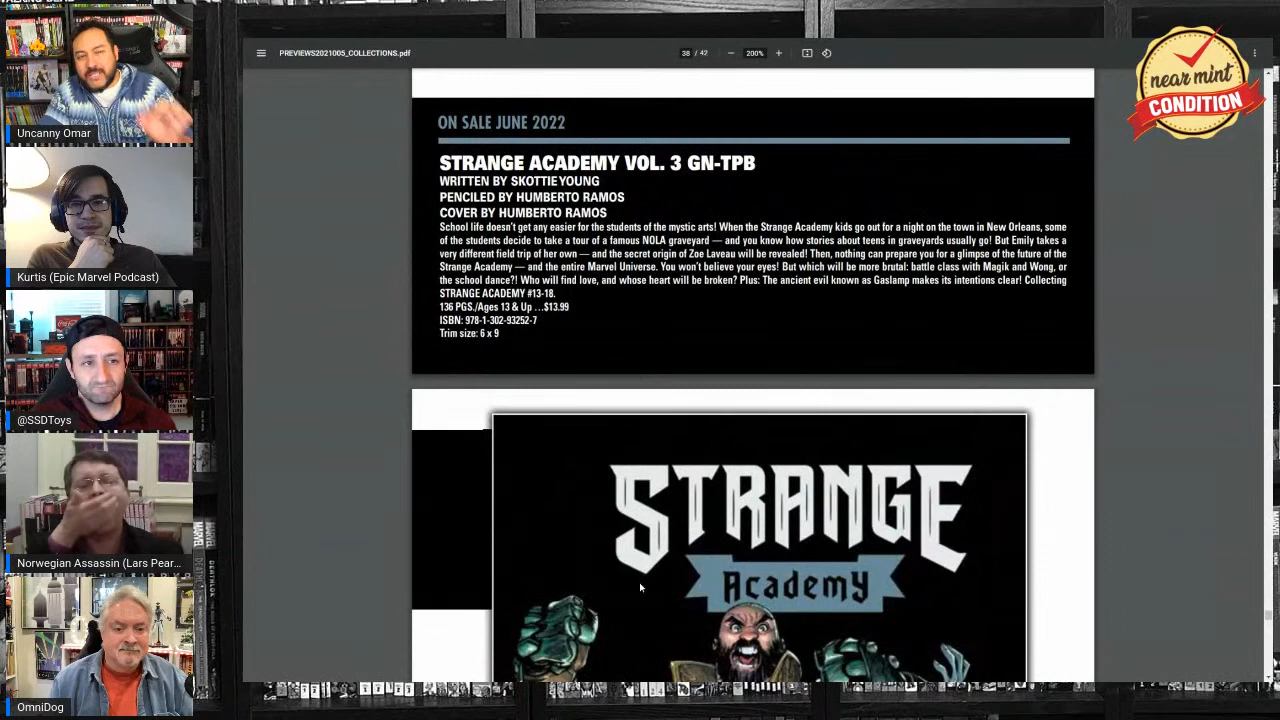 Uncanny Omar
Kurtis (Epic Marvel Podcast)
@SSDToys
Norwegian Assassin (Lars Pear...
OmniDog
PREVIEWS2021005_COLLECTIONS.pdf
38 / 42
200%
near mint
CONDITION
ON SALE JUNE 2022
STRANGE ACADEMY VOL. 3 GN-TPB
WRITTEN BY SKOTTIE YOUNG
PENCILED BY HUMBERTO RAMOS
COVER BY HUMBERTO RAMOS
School life doesn't get any easier for the students of the mystic arts! When the Strange Academy kids go out for a night on the town in New Orleans, some
of the students decide to take a tour of a famous NOLA graveyard — and you know how stories about teens in graveyards usually go! But Emily takes a
very different field trip of her own — and the secret origin of Zoe Laveau will be revealed! Then, nothing can prepare you for a glimpse of the future of the
Strange Academy — and the entire Marvel Universe. You won't believe your eyes! But which will be more brutal: battle class with Magik and Wong, or
the school dance?! Who will find love, and whose heart will be broken? Plus: The ancient evil known as Gaslamp makes its intentions clear! Collecting
STRANGE ACADEMY #13-18.
136 PGS./Ages 13 & Up ...$13.99
ISBN: 978-1-302-93252-7
Trim size: 6 x 9
STRANGE
Academy